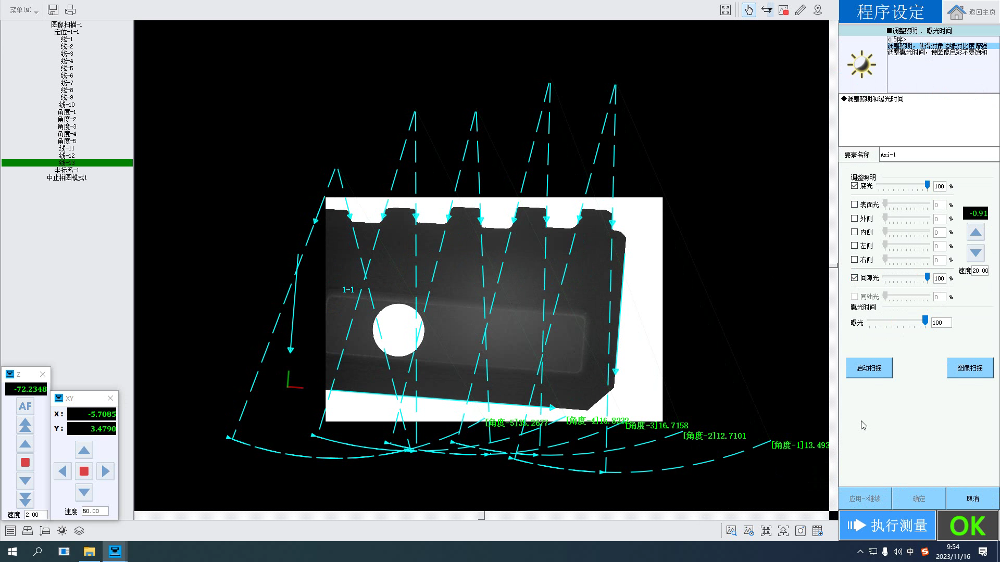 菜单(M)
图像扫描-1
定位-1-1
线-1
线-2
线-3
线-4
线-5
线-6
线-7
线-8
线-9
线-10
角度-1
角度-2
角度-3
角度-4
角度-5
线-11
线-12
线-13
坐标系-1
中止拼图模式1
Z
-72.2348
AF
速度 2.00
XY
X: -5.7085
Y: 3.4790
速度 50.00
1-1
[角度-5]35.2677
[角度-4]16.8232
[角度-3]16.7158
[角度-2]12.7101
[角度-1]13.493
程序设定
返回主页
■调整照明 . 曝光时间
<顺序>
调整照明, 使得对象边缘对比度增强
调整曝光时间, 使图像色彩不要饱和
◆调整照明和曝光时间
要素名称 Axi-1
调整照明
底光 100 %
表面光 0 %
外侧 0 %
内侧 0 %
左侧 0 %
右侧 0 %
间隙光 100 %
同轴光 0 %
-0.91
速度 20.00
曝光时间
曝光 100
启动扫描
图像扫描
应用->继续
确定
取消
执行测量
OK
中
9:54
2023/11/16